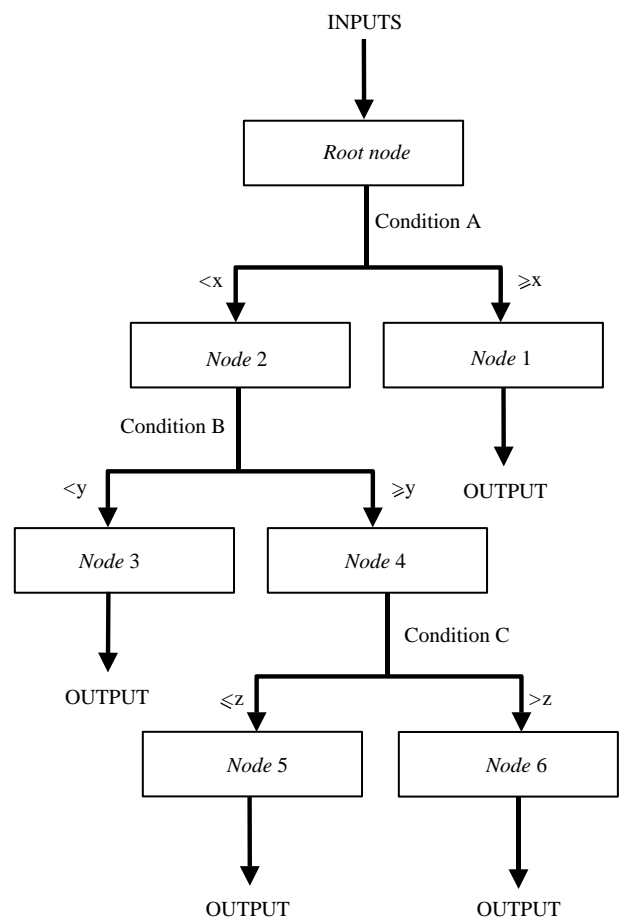 INPUTS
Root node
Condition A
<x
⩾x
Node 2
Node 1
Condition B
<y
⩾y
OUTPUT
Node 3
Node 4
Condition C
OUTPUT
⩽z
>z
Node 5
Node 6
OUTPUT
OUTPUT